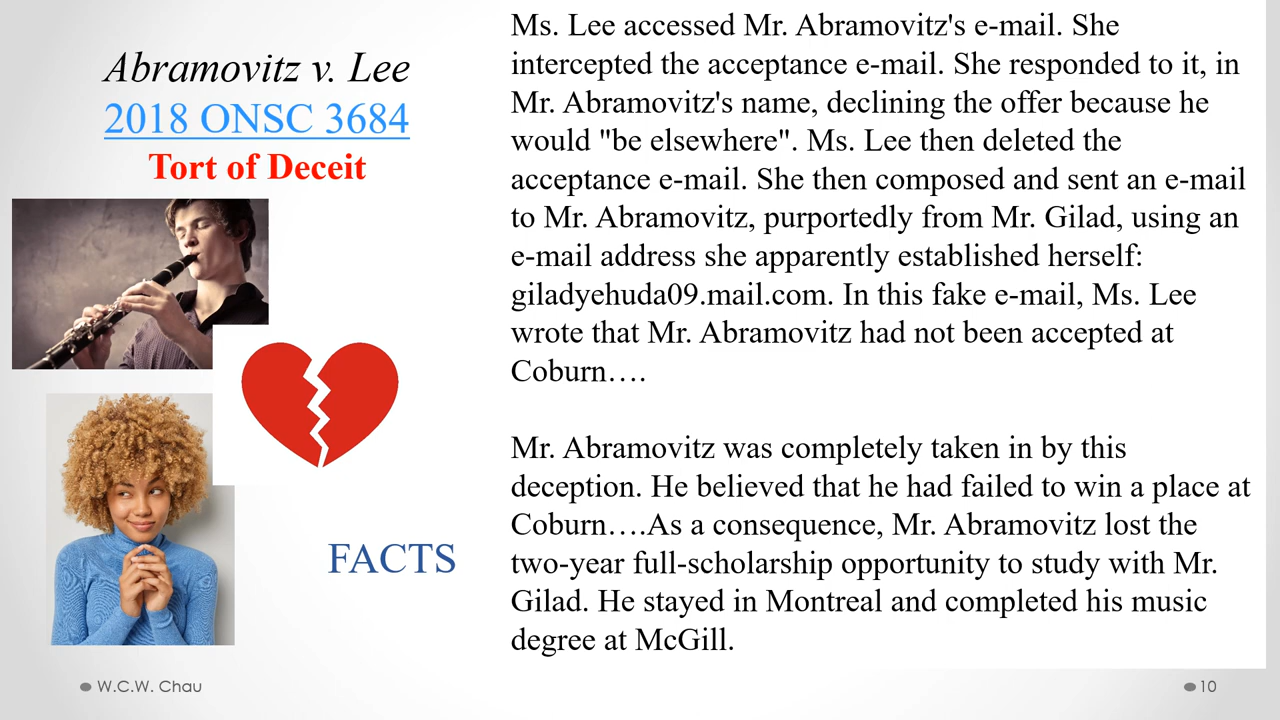 Abramovitz v. Lee
2018 ONSC 3684
Tort of Deceit
FACTS
Ms. Lee accessed Mr. Abramovitz's e-mail. She
intercepted the acceptance e-mail. She responded to it, in
Mr. Abramovitz's name, declining the offer because he
would "be elsewhere". Ms. Lee then deleted the
acceptance e-mail. She then composed and sent an e-mail
to Mr. Abramovitz, purportedly from Mr. Gilad, using an
e-mail address she apparently established herself:
giladyehuda09.mail.com. In this fake e-mail, Ms. Lee
wrote that Mr. Abramovitz had not been accepted at
Coburn….
Mr. Abramovitz was completely taken in by this
deception. He believed that he had failed to win a place at
Coburn….As a consequence, Mr. Abramovitz lost the
two-year full-scholarship opportunity to study with Mr.
Gilad. He stayed in Montreal and completed his music
degree at McGill.
W.C.W. Chau
10